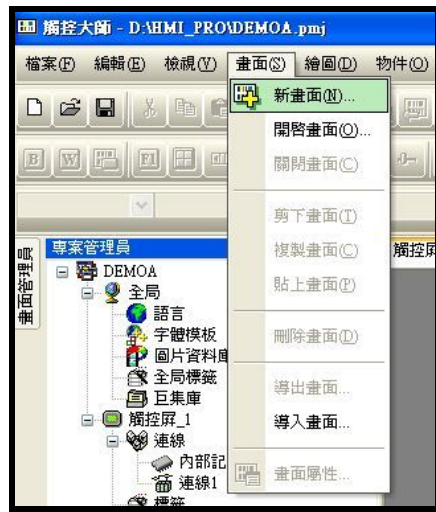 觸控大師 - D:\HMI_PRO\DEMOA.pmj
檔案(F) 編輯(E) 檢視(V) 畫面(S) 繪圖(D) 物件(O)
新畫面(N)...
開啓畫面(O)...
關閉畫面(C)
剪下畫面(T)
複製畫面(C)
貼上畫面(P)
刪除畫面(D)
導出畫面...
導入畫面...
畫面屬性...
畫面管理員
專案管理員
DEMOA
全局
語言
字體模板
圖片資料庫
全局標籤
巨集庫
觸控屏_1
連線
內部記
連線1
標籤
觸控屏